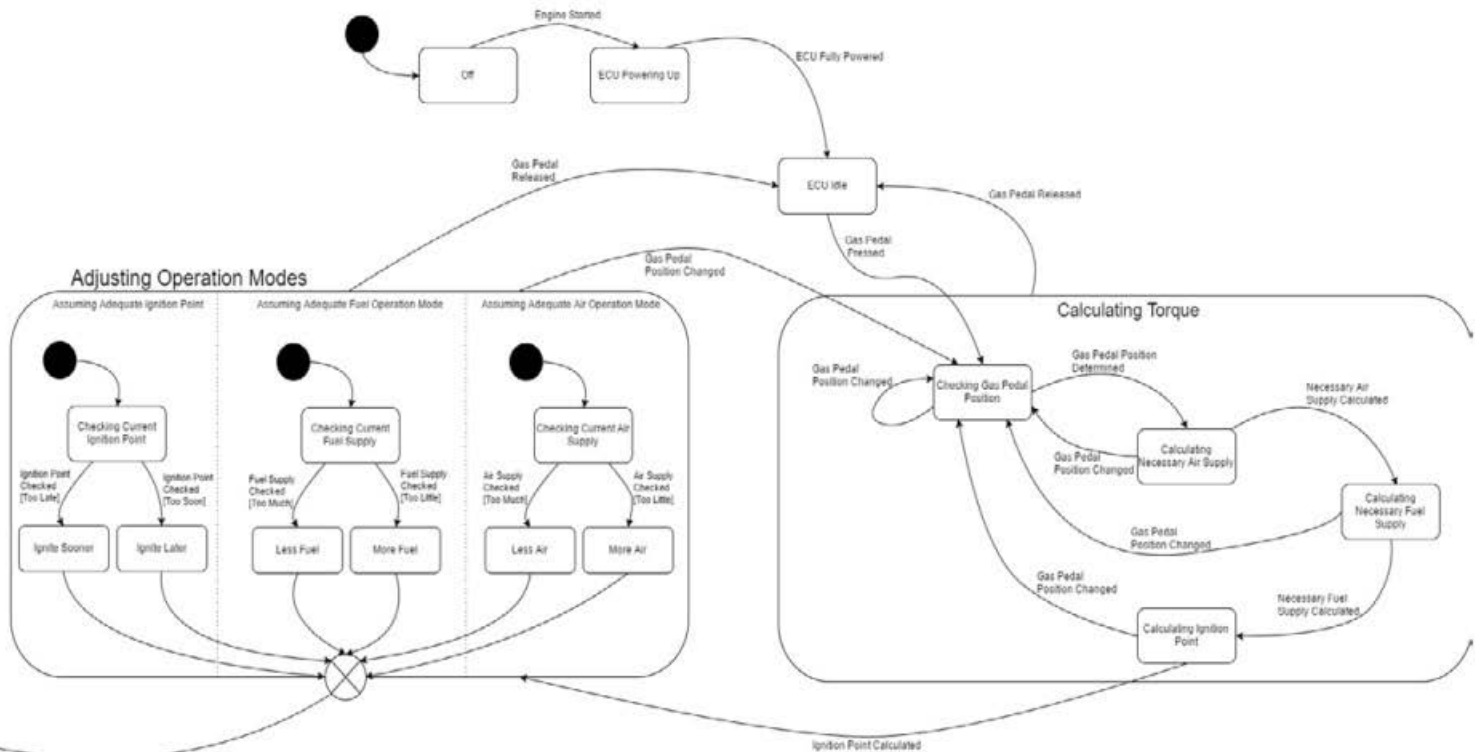 Engine Started
Off
ECU Powering Up
ECU Fully Powered
Gas Pedal
Released
ECU Idle
Gas Pedal Released
Gas Pedal
Pressed
Gas Pedal
Position Changed
Adjusting Operation Modes
Assuming Adequate Ignition Point
Assuming Adequate Fuel Operation Mode
Assuming Adequate Air Operation Mode
Checking Current
Ignition Point
Checking Current
Fuel Supply
Checking Current Air
Supply
Ignition Point
Checked
[Too Late]
Ignition Point
Checked
[Too Soon]
Fuel Supply
Checked
[Too Much]
Fuel Supply
Checked
[Too Little]
Air Supply
Checked
[Too Much]
Air Supply
Checked
[Too Little]
Ignite Sooner
Ignite Later
Less Fuel
More Fuel
Less Air
More Air
Calculating Torque
Gas Pedal
Position Changed
Checking Gas Pedal
Position
Gas Pedal Position
Determined
Necessary Air
Supply Calculated
Calculating
Necessary Air Supply
Gas Pedal
Position Changed
Calculating
Necessary Fuel
Supply
Gas Pedal
Position Changed
Gas Pedal
Position Changed
Necessary Fuel
Supply Calculated
Calculating Ignition
Point
Ignition Point Calculated